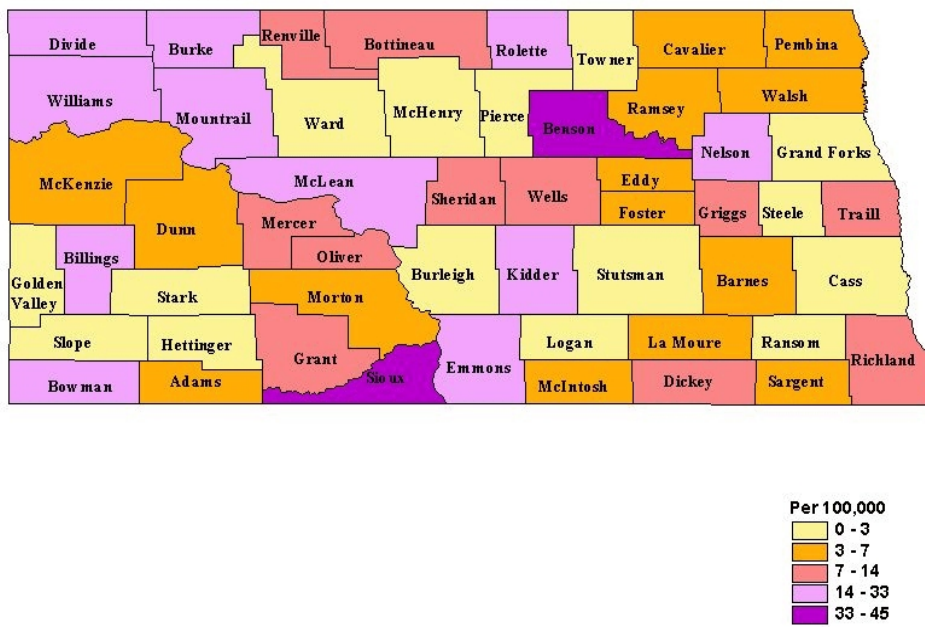 Divide
Burke
Renville
Bottineau
Rolette
Towner
Cavalier
Pembina
Williams
Mountrail
Ward
McHenry
Pierce
Benson
Ramsey
Walsh
Nelson
Grand Forks
McKenzie
Dunn
McLean
Mercer
Oliver
Sheridan
Wells
Eddy
Foster
Griggs
Steele
Traill
Golden
Valley
Billings
Stark
Morton
Burleigh
Kidder
Stutsman
Barnes
Cass
Slope
Hettinger
Grant
Sioux
Emmons
Logan
La Moure
Ransom
Richland
Bowman
Adams
McIntosh
Dickey
Sargent
Per 100,000
0 - 3
3 - 7
7 - 14
14 - 33
33 - 45